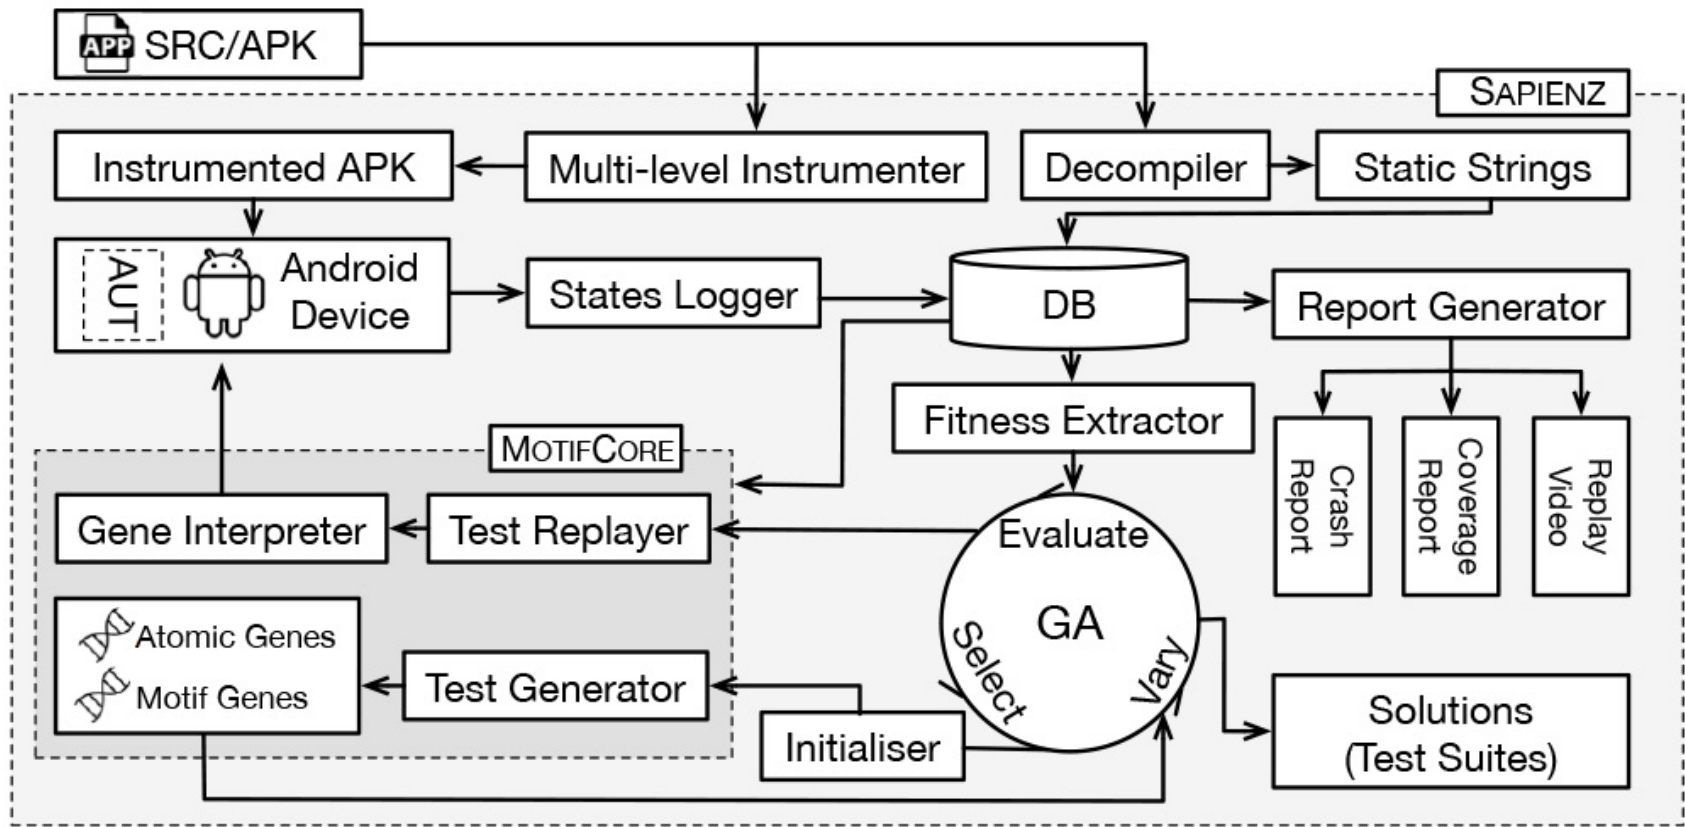 APP SRC/APK
SAPIENZ
Instrumented APK
Multi-level Instrumenter
Decompiler
Static Strings
AUT
Android
Device
States Logger
DB
Report Generator
Fitness Extractor
MOTIFCORE
Crash
Report
Coverage
Report
Replay
Video
Gene Interpreter
Test Replayer
Evaluate
GA
Select
Vary
Atomic Genes
Motif Genes
Test Generator
Initialiser
Solutions
(Test Suites)